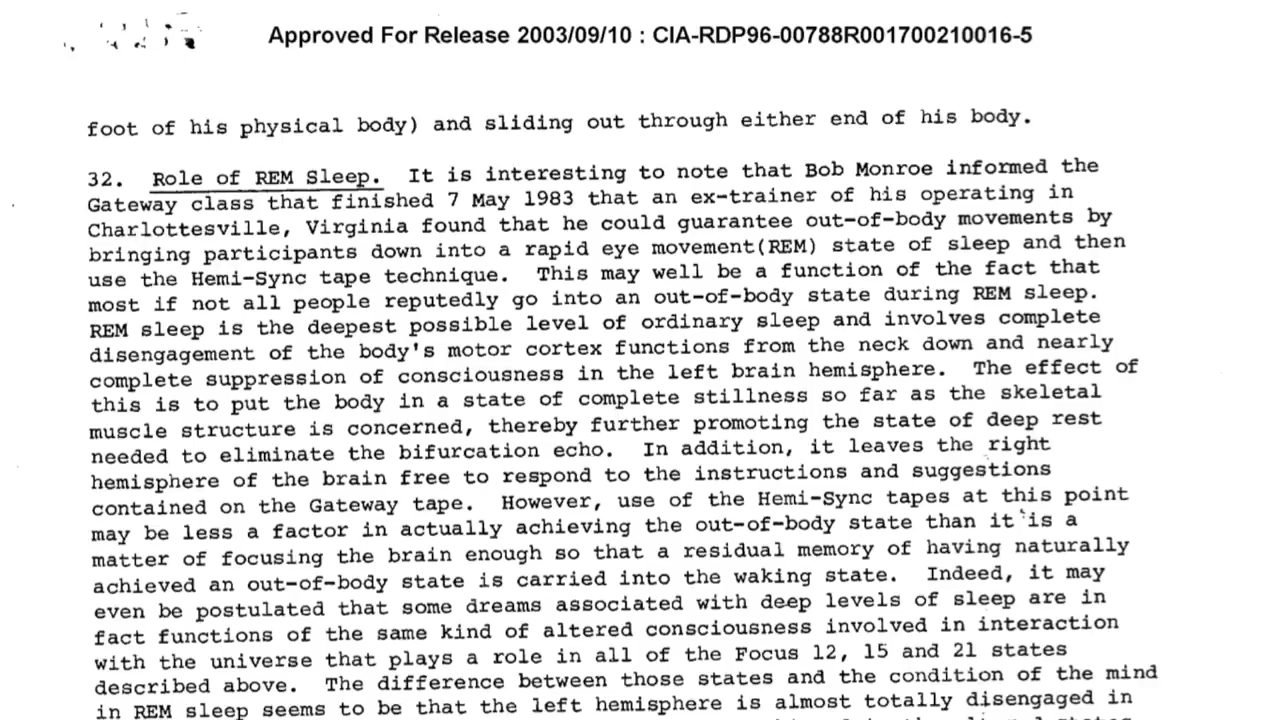 Approved For Release 2003/09/10 : CIA-RDP96-00788R001700210016-5
foot of his physical body) and sliding out through either end of his body.
32. Role of REM Sleep. It is interesting to note that Bob Monroe informed the
Gateway class that finished 7 May 1983 that an ex-trainer of his operating in
Charlottesville, Virginia found that he could guarantee out-of-body movements by
bringing participants down into a rapid eye movement(REM) state of sleep and then
use the Hemi-Sync tape technique. This may well be a function of the fact that
most if not all people reputedly go into an out-of-body state during REM sleep.
REM sleep is the deepest possible level of ordinary sleep and involves complete
disengagement of the body's motor cortex functions from the neck down and nearly
complete suppression of consciousness in the left brain hemisphere. The effect of
this is to put the body in a state of complete stillness so far as the skeletal
muscle structure is concerned, thereby further promoting the state of deep rest
needed to eliminate the bifurcation echo. In addition, it leaves the right
hemisphere of the brain free to respond to the instructions and suggestions
contained on the Gateway tape. However, use of the Hemi-Sync tapes at this point
may be less a factor in actually achieving the out-of-body state than it is a
matter of focusing the brain enough so that a residual memory of having naturally
achieved an out-of-body state is carried into the waking state. Indeed, it may
even be postulated that some dreams associated with deep levels of sleep are in
fact functions of the same kind of altered consciousness involved in interaction
with the universe that plays a role in all of the Focus 12, 15 and 21 states
described above. The difference between those states and the condition of the mind
in REM sleep seems to be that the left hemisphere is almost totally disengaged in